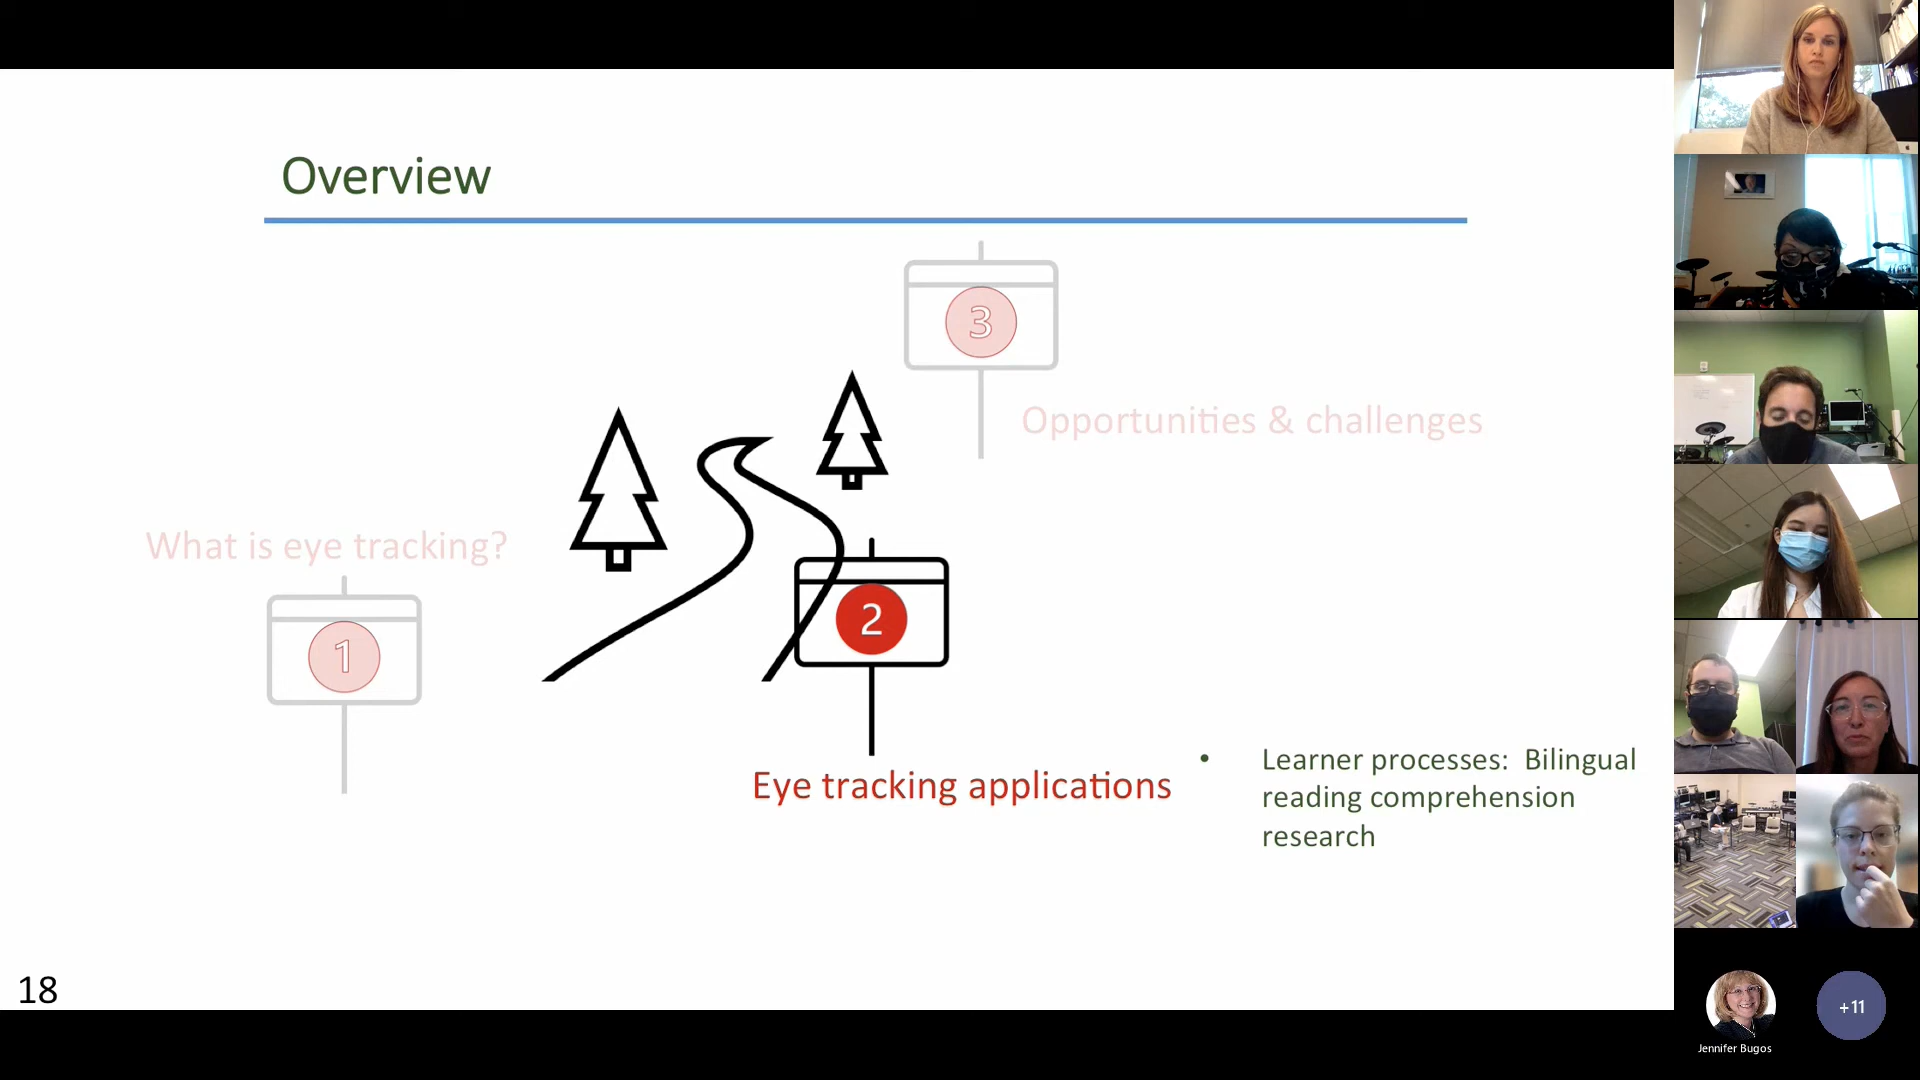 Overview
3
Opportunities & challenges
What is eye tracking?
1
2
Eye tracking applications
• Learner processes: Bilingual
reading comprehension
research
18
+11
Jennifer Bugos